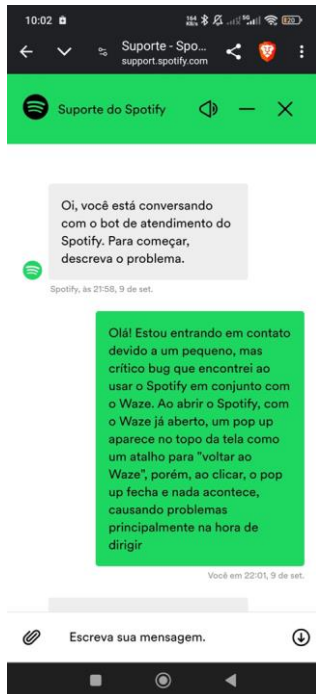 10:02
Suporte - Spo...
support.spotify.com
Suporte do Spotify
Oi, você está conversando
com o bot de atendimento do
Spotify. Para começar,
descreva o problema.
Spotify, às 21:58, 9 de set.
Olá! Estou entrando em contato
devido a um pequeno, mas
crítico bug que encontrei ao
usar o Spotify em conjunto com
o Waze. Ao abrir o Spotify, com
o Waze já aberto, um pop up
aparece no topo da tela como
um atalho para "voltar ao
Waze", porém, ao clicar, o pop
up fecha e nada acontece,
causando problemas
principalmente na hora de
dirigir
Você em 22:01, 9 de set.
Escreva sua mensagem.